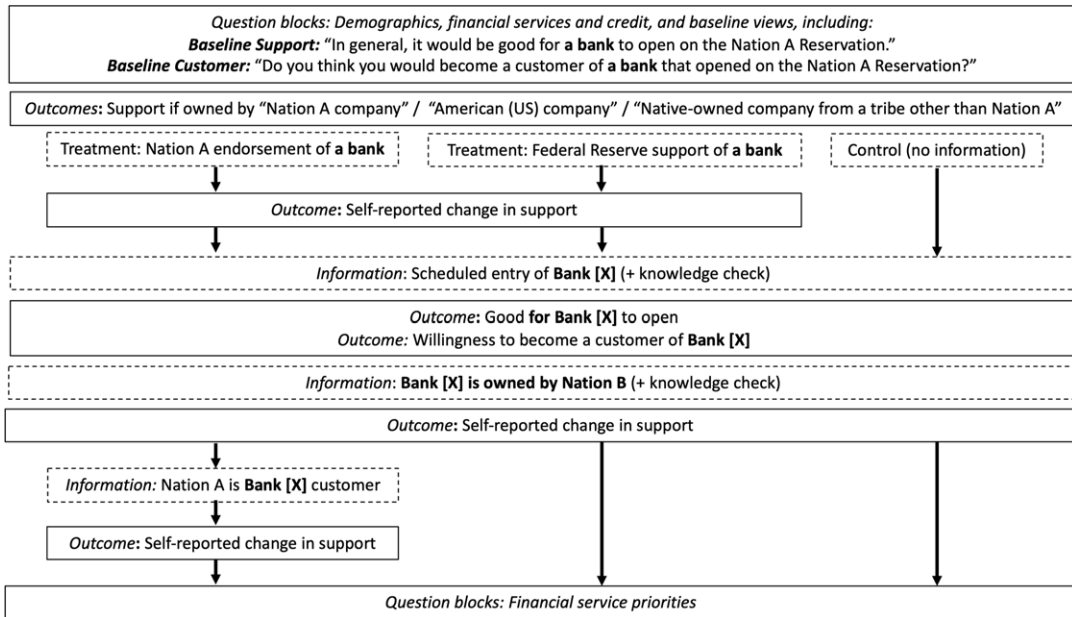 Question blocks: Demographics, financial services and credit, and baseline views, including:
Baseline Support: “In general, it would be good for a bank to open on the Nation A Reservation.”
Baseline Customer: “Do you think you would become a customer of a bank that opened on the Nation A Reservation?”
Outcomes: Support if owned by “Nation A company” / “American (US) company” / “Native-owned company from a tribe other than Nation A”
Treatment: Nation A endorsement of a bank
Treatment: Federal Reserve support of a bank
Control (no information)
Outcome: Self-reported change in support
Information: Scheduled entry of Bank [X] (+ knowledge check)
Outcome: Good for Bank [X] to open
Outcome: Willingness to become a customer of Bank [X]
Information: Bank [X] is owned by Nation B (+ knowledge check)
Outcome: Self-reported change in support
Information: Nation A is Bank [X] customer
Outcome: Self-reported change in support
Question blocks: Financial service priorities